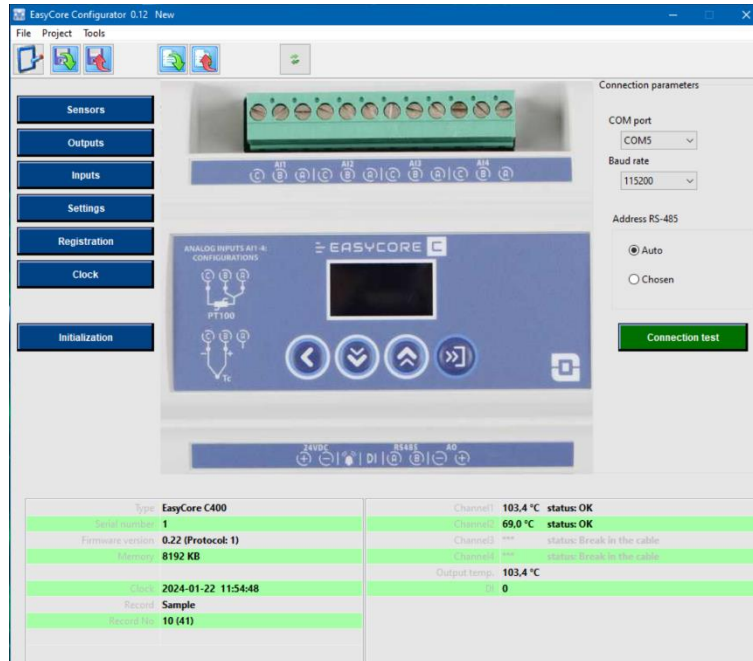 EasyCore Configurator 0.12 New
File Project Tools
Sensors
Outputs
Inputs
Settings
Registration
Clock
Initialization
AI1 AI2 AI3 AI4
C B A C B A C B A C B A
ANALOG INPUTS AI1-4:
CONFIGURATIONS
EASYCORE C
C B A
PT100
C B A
- +
Tc
24VDC RS485 AO
+ - DI A B - +
Connection parameters
COM port
COM5
Baud rate
115200
Address RS-485
Auto
Chosen
Connection test
Type EasyCore C400
Serial number 1
Firmware version 0.22 (Protocol: 1)
Memory 8192 KB
Clock 2024-01-22 11:54:48
Record Sample
Record No 10 (41)
Channel1 103,4 °C status: OK
Channel2 69,0 °C status: OK
Channel3 *** status: Break in the cable
Channel4 *** status: Break in the cable
Output temp. 103,4 °C
DI 0